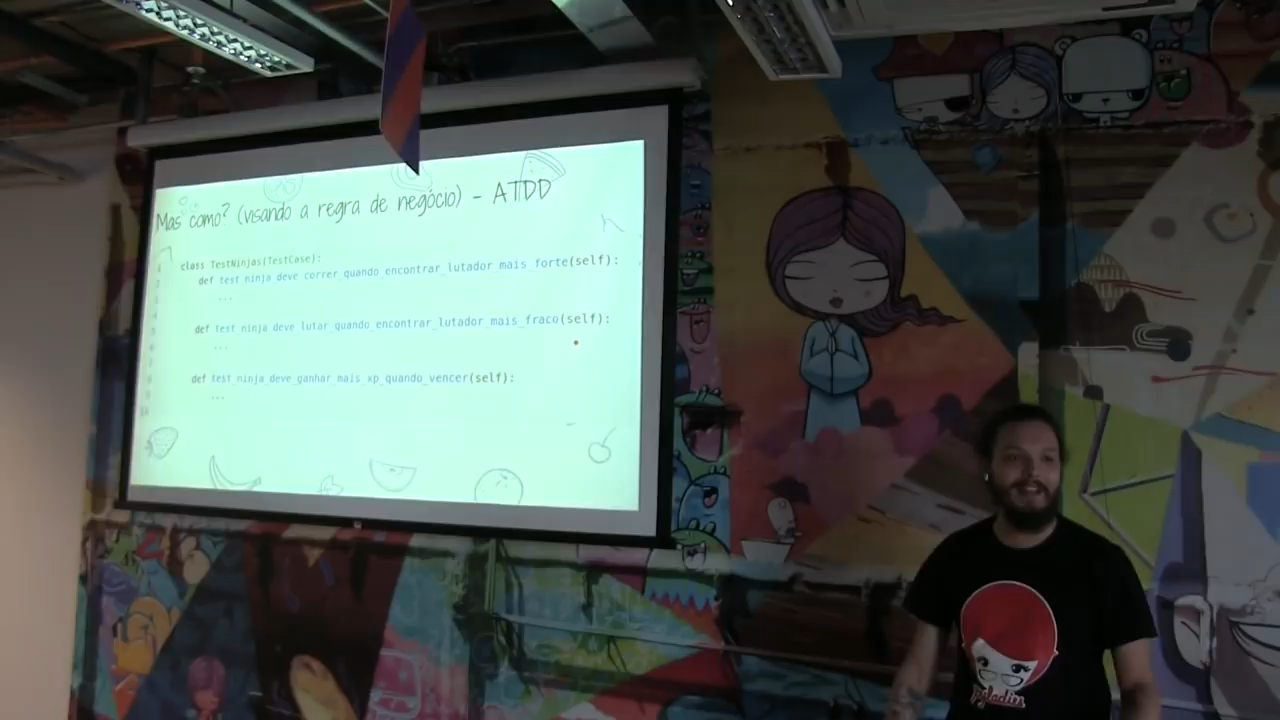 Mas como? (visando a regra de negócio) - ATDD
class TestNinjas(TestCase):
def test_ninja_deve_correr_quando_encontrar_lutador_mais_forte(self):
...
def test_ninja_deve_lutar_quando_encontrar_lutador_mais_fraco(self):
...
def test_ninja_deve_ganhar_mais_xp_quando_vencer(self):
...
pyladies